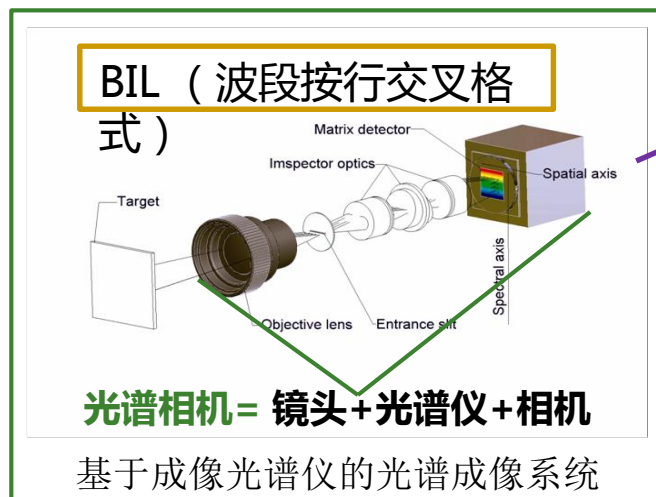 BIL （波段按行交叉格
式）
Matrix detector
Imspector optics
Spatial axis
Target
Spectral axis
Objective lens
Entrance slit
光谱相机= 镜头+光谱仪+相机
基于成像光谱仪的光谱成像系统